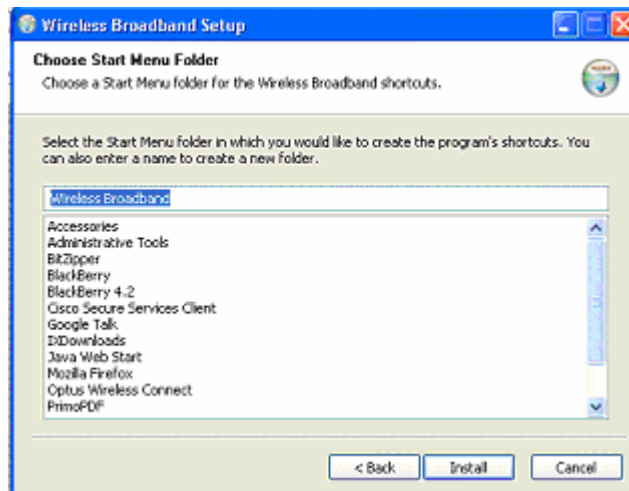 Wireless Broadband Setup
Choose Start Menu Folder
Choose a Start Menu folder for the Wireless Broadband shortcuts.
Select the Start Menu folder in which you would like to create the program's shortcuts. You
can also enter a name to create a new folder.
Wireless Broadband
Accessories
Administrative Tools
BitZipper
BlackBerry
BlackBerry 4.2
Cisco Secure Services Client
Google Talk
IXDownloads
Java Web Start
Mozilla Firefox
Optus Wireless Connect
PrimoPDF
< Back
Install
Cancel